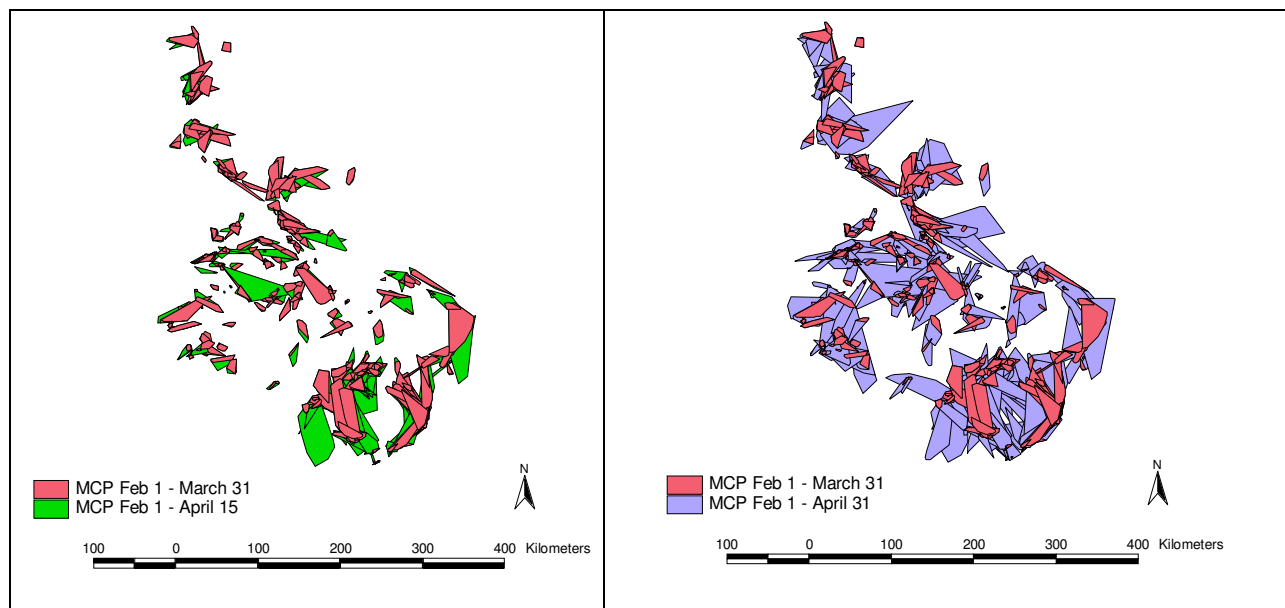 N
MCP Feb 1 - March 31
MCP Feb 1 - April 15
100 0 100 200 300 400 Kilometers
N
MCP Feb 1 - March 31
MCP Feb 1 - April 31
100 0 100 200 300 400 Kilometers